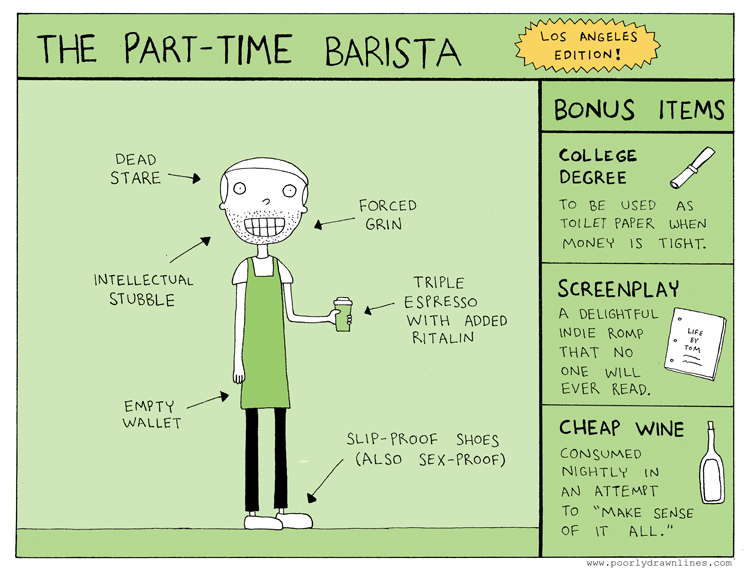 THE PART-TIME BARISTA
LOS ANGELES
EDITION!
DEAD
STARE
FORCED
GRIN
INTELLECTUAL
STUBBLE
TRIPLE
ESPRESSO
WITH ADDED
RITALIN
EMPTY
WALLET
SLIP-PROOF SHOES
(ALSO SEX-PROOF)
BONUS ITEMS
COLLEGE
DEGREE
TO BE USED AS
TOILET PAPER WHEN
MONEY IS TIGHT.
SCREENPLAY
A DELIGHTFUL
INDIE ROMP
THAT NO
ONE WILL
EVER READ.
LIFE
BY
TOM
CHEAP WINE
CONSUMED
NIGHTLY IN
AN ATTEMPT
TO "MAKE SENSE
OF IT ALL."
www.poorlydrawnlines.com